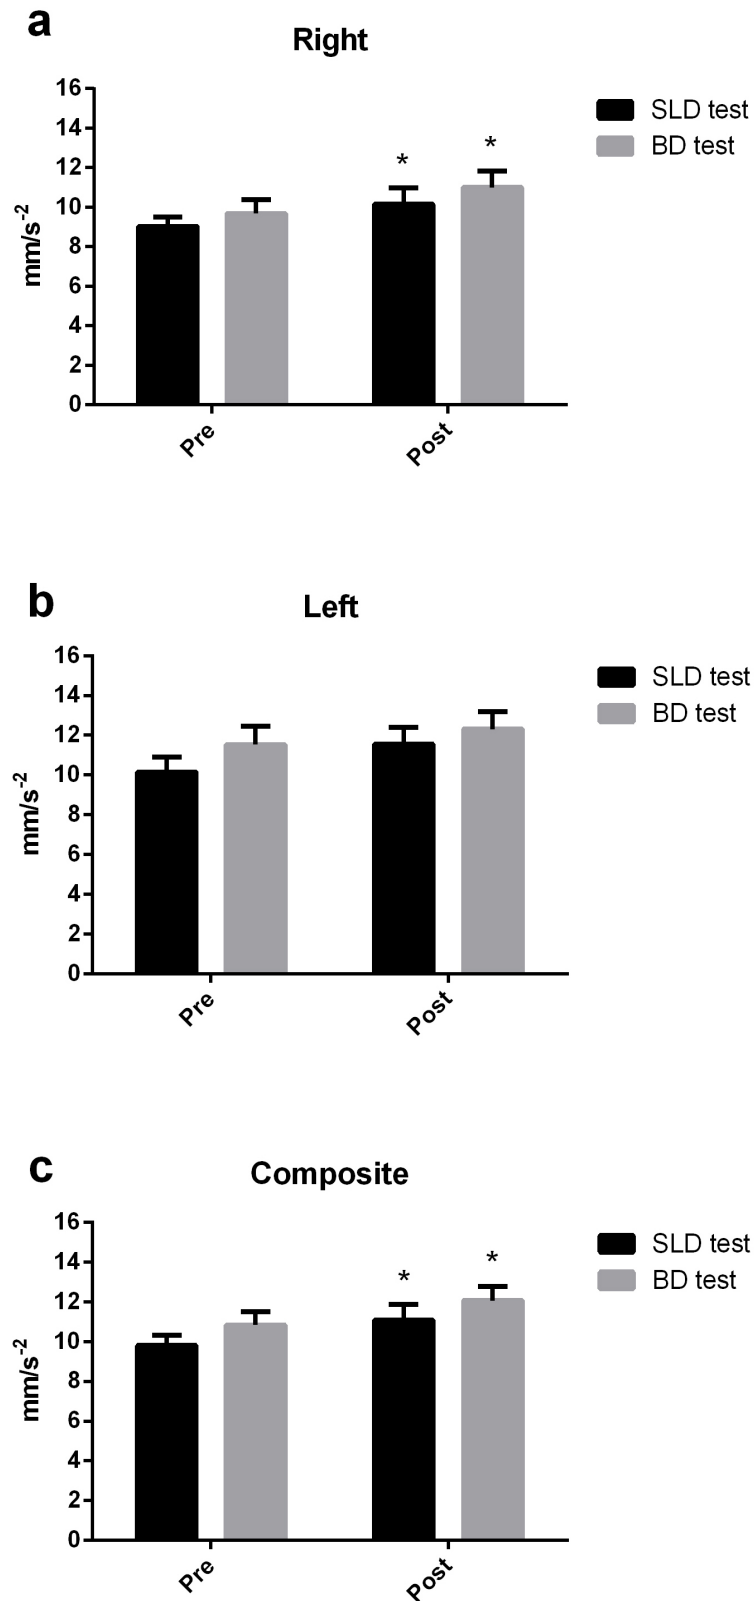 a
Right
16
14
12
10
8
6
4
2
0
mm/s-2
* *
Pre Post
SLD test
BD test
b
Left
16
14
12
10
8
6
4
2
0
mm/s-2
Pre Post
SLD test
BD test
c
Composite
16
14
12
10
8
6
4
2
0
mm/s-2
* *
Pre Post
SLD test
BD test